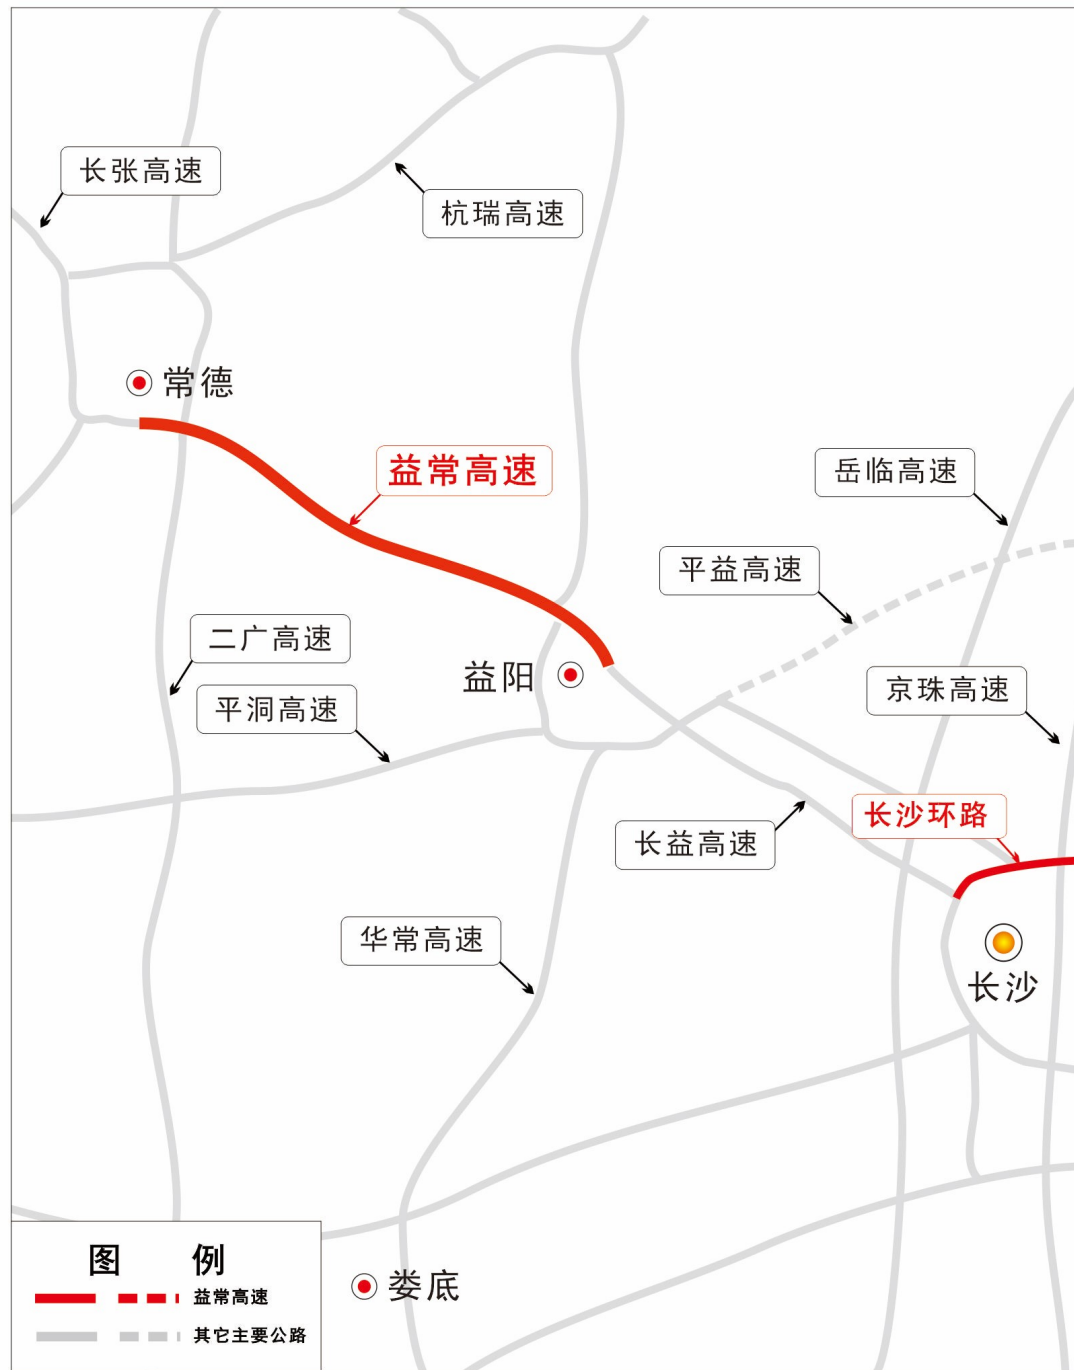 长张高速
杭瑞高速
常德
益常高速
岳临高速
平益高速
二广高速
益阳
京珠高速
平洞高速
长沙环路
长益高速
华常高速
长沙
图 例
娄底
益常高速
其它主要公路